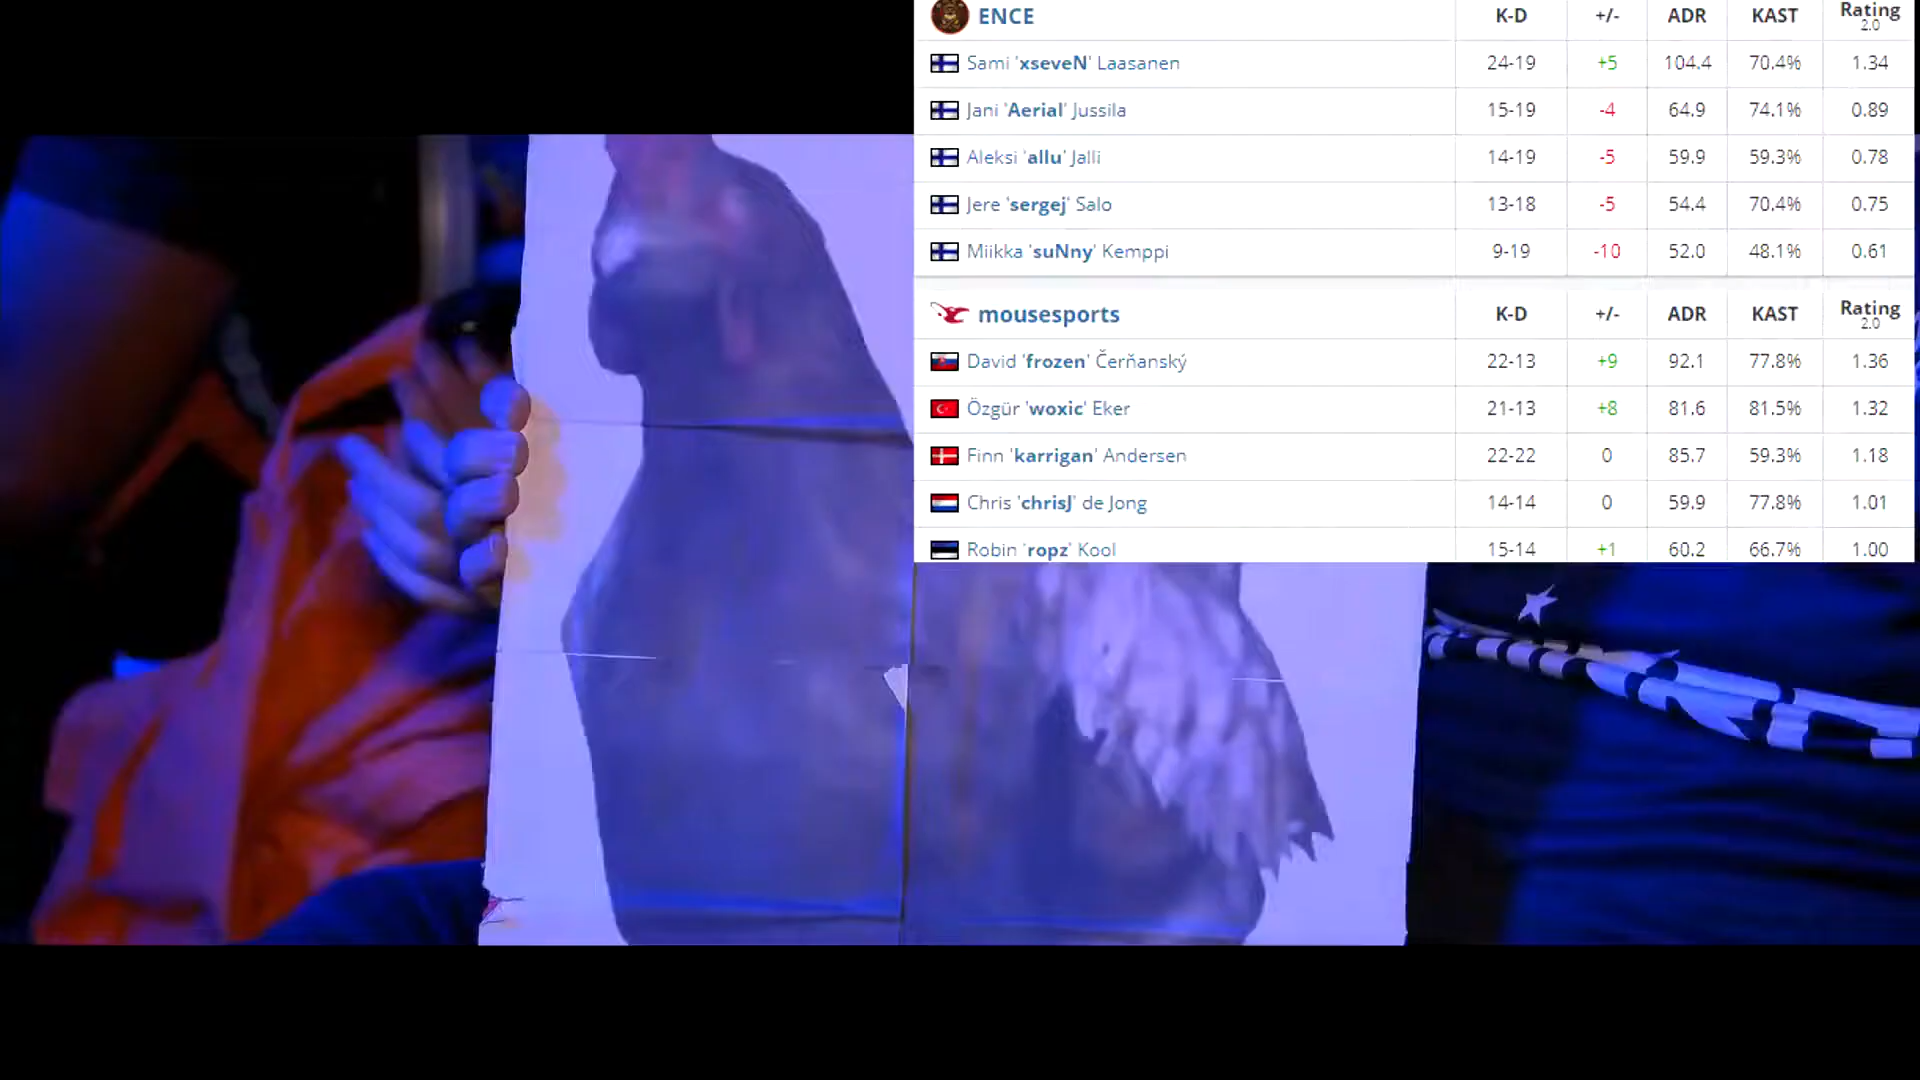 ENCE K-D +/- ADR KAST Rating 2.0
Sami 'xseveN' Laasanen 24-19 +5 104.4 70.4% 1.34
Jani 'Aerial' Jussila 15-19 -4 64.9 74.1% 0.89
Aleksi 'allu' Jalli 14-19 -5 59.9 59.3% 0.78
Jere 'sergej' Salo 13-18 -5 54.4 70.4% 0.75
Miikka 'suNny' Kemppi 9-19 -10 52.0 48.1% 0.61
mousesports K-D +/- ADR KAST Rating 2.0
David 'frozen' Čerňanský 22-13 +9 92.1 77.8% 1.36
Özgür 'woxic' Eker 21-13 +8 81.6 81.5% 1.32
Finn 'karrigan' Andersen 22-22 0 85.7 59.3% 1.18
Chris 'chrisJ' de Jong 14-14 0 59.9 77.8% 1.01
Robin 'ropz' Kool 15-14 +1 60.2 66.7% 1.00